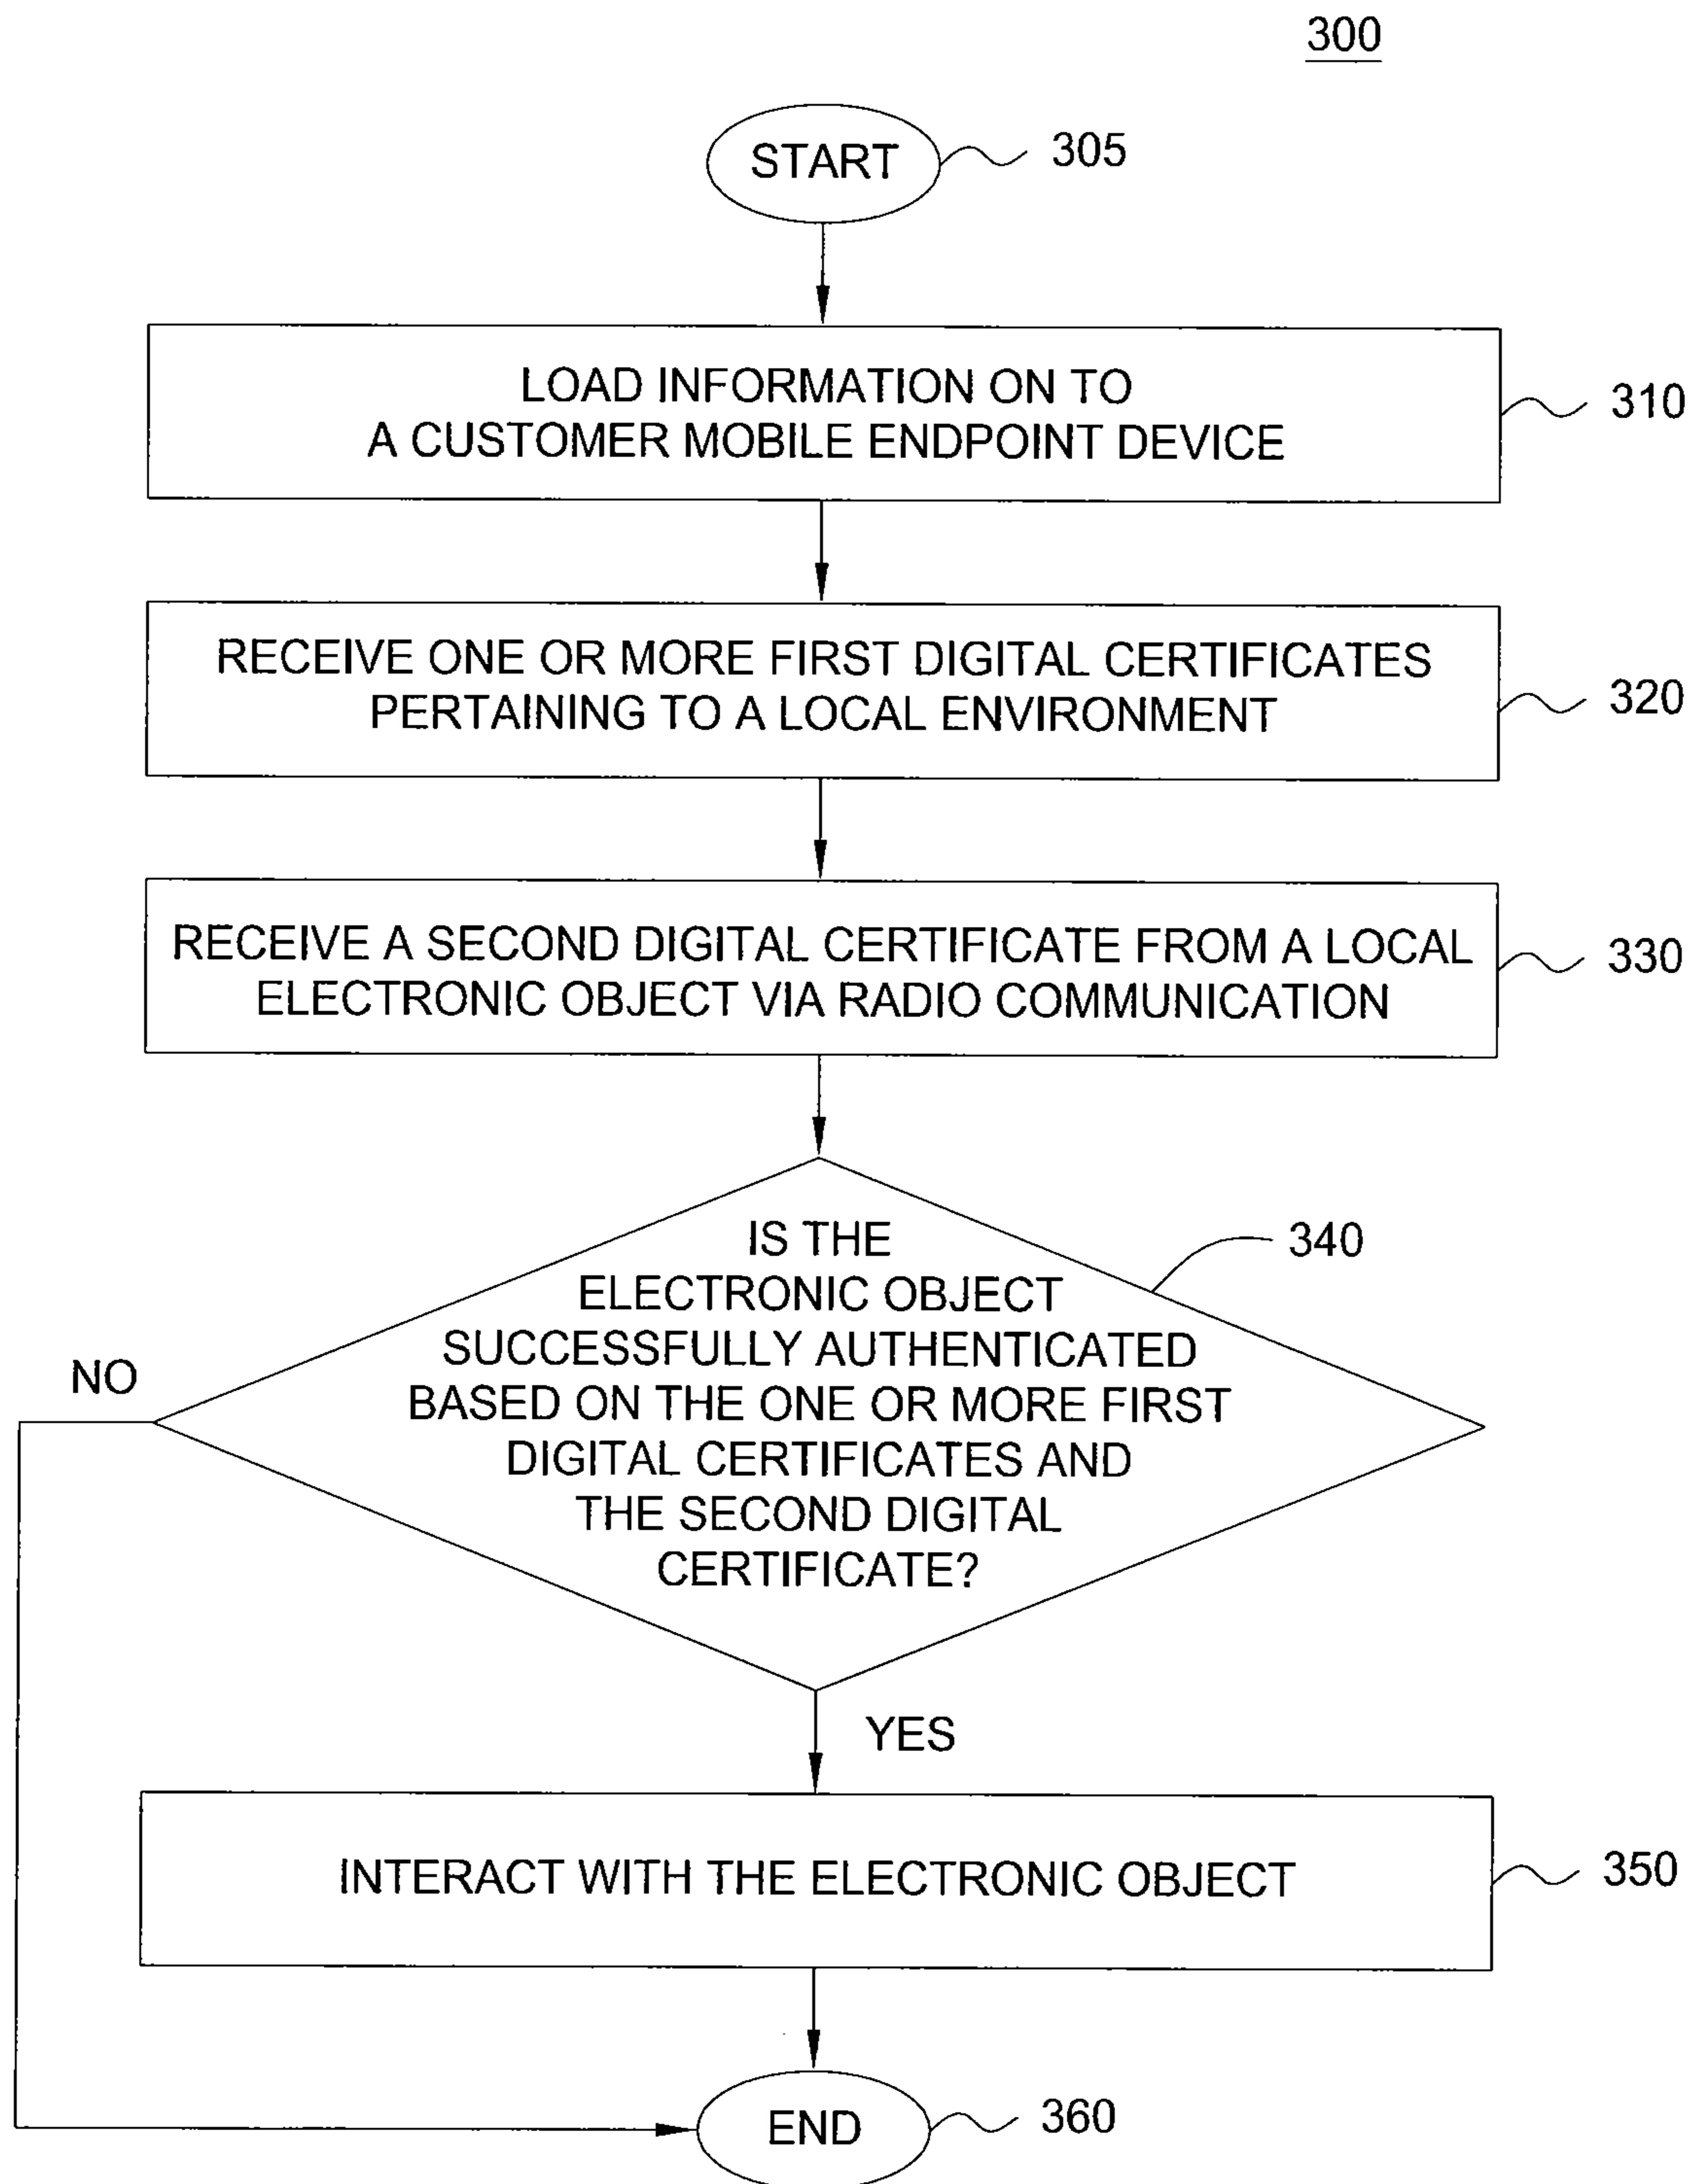 300
START
305
LOAD INFORMATION ON TO
A CUSTOMER MOBILE ENDPOINT DEVICE
310
RECEIVE ONE OR MORE FIRST DIGITAL CERTIFICATES
PERTAINING TO A LOCAL ENVIRONMENT
320
RECEIVE A SECOND DIGITAL CERTIFICATE FROM A LOCAL
ELECTRONIC OBJECT VIA RADIO COMMUNICATION
330
IS THE
ELECTRONIC OBJECT
SUCCESSFULLY AUTHENTICATED
BASED ON THE ONE OR MORE FIRST
DIGITAL CERTIFICATES AND
THE SECOND DIGITAL
CERTIFICATE?
340
NO
YES
INTERACT WITH THE ELECTRONIC OBJECT
350
END
360